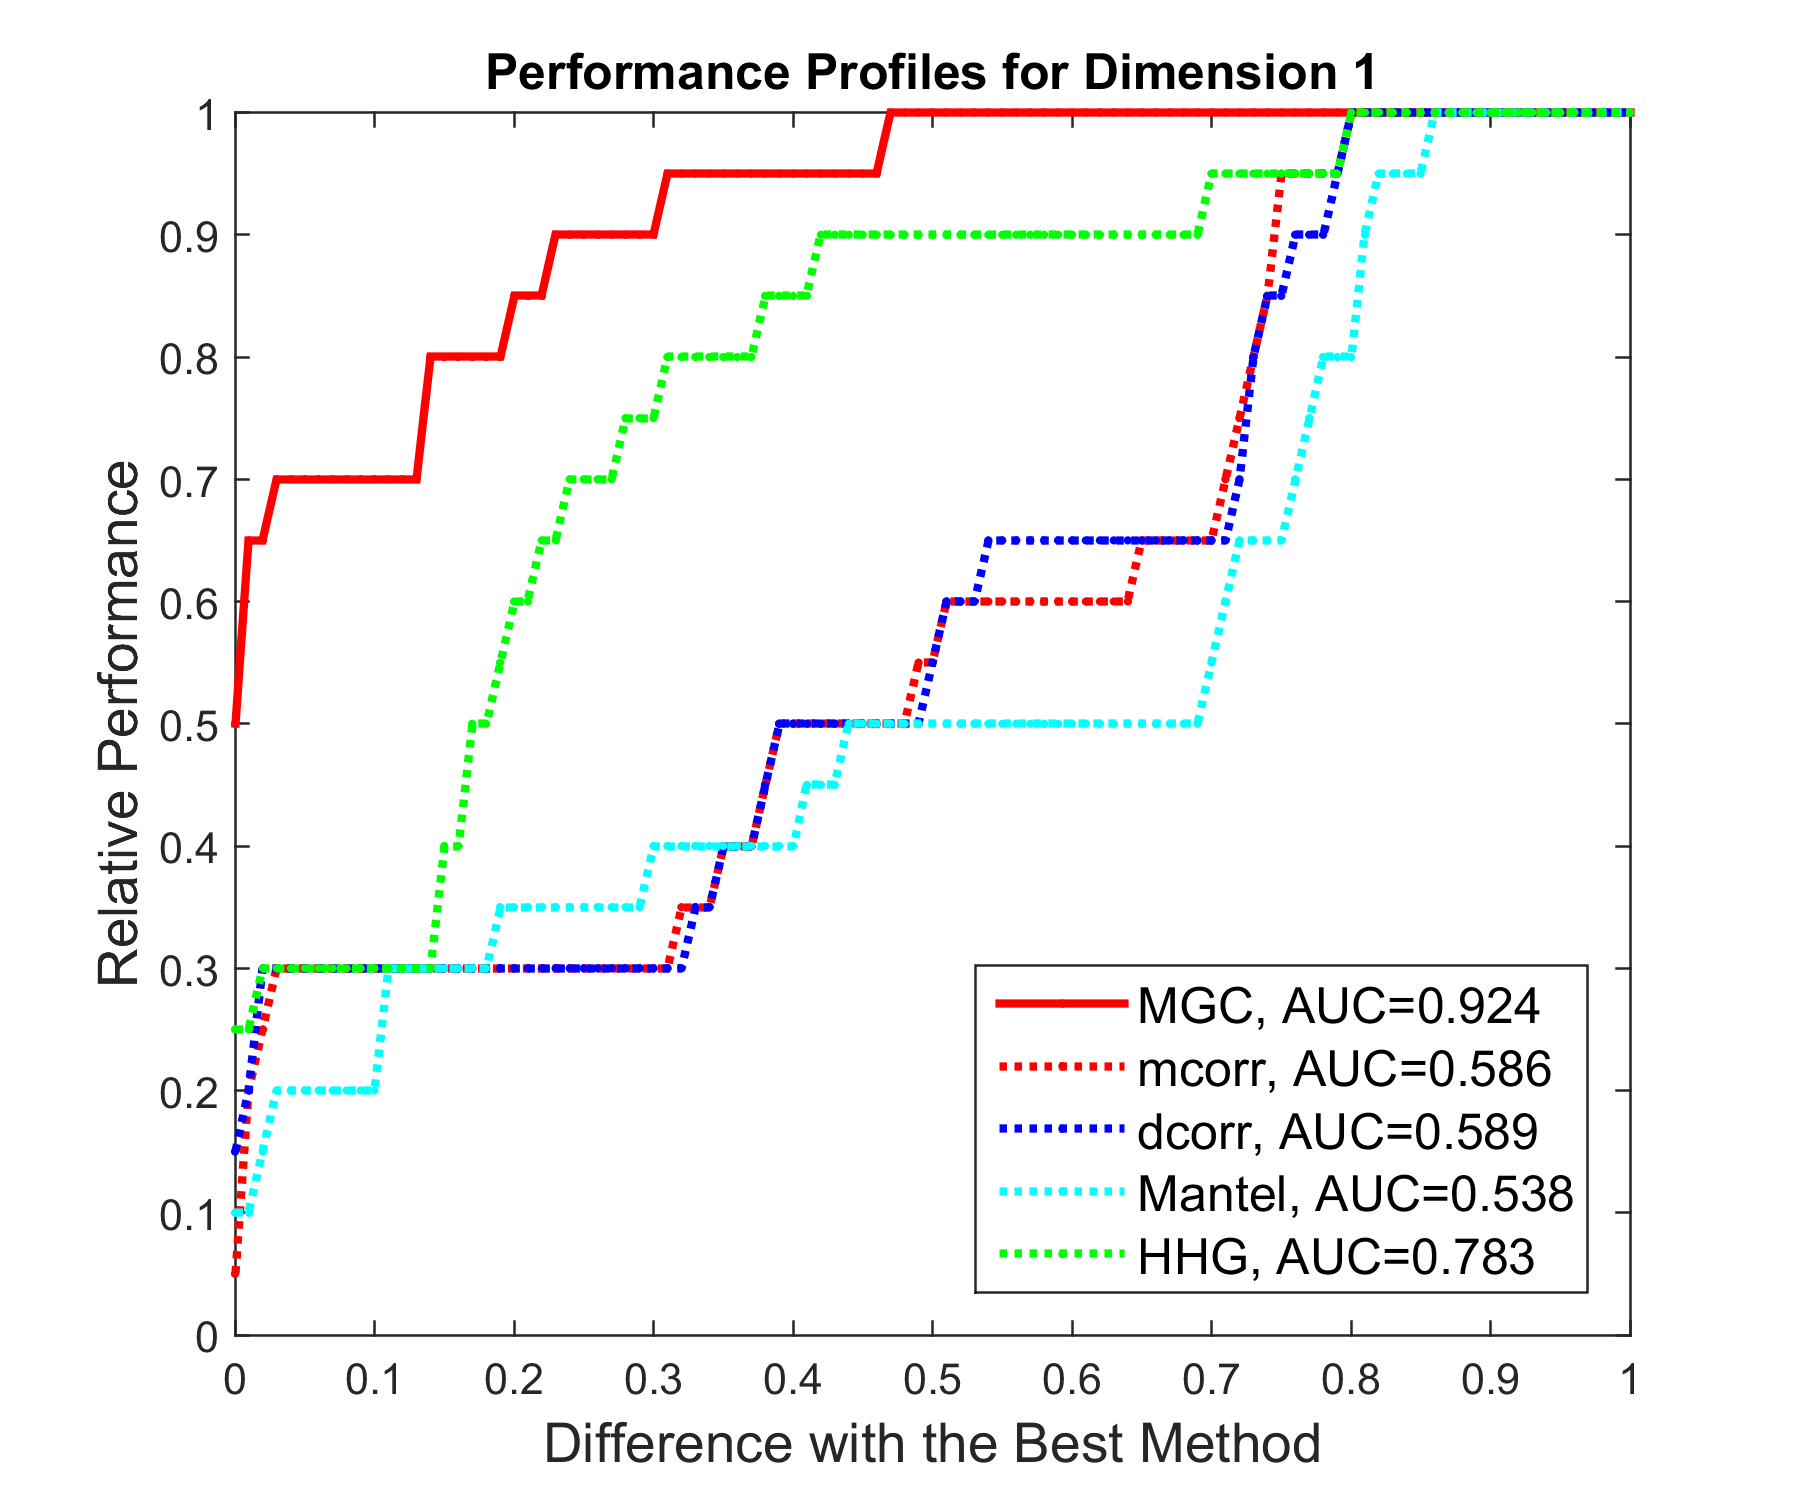 Performance Profiles for Dimension 1
1
0.9
0.8
0.7
0.6
0.5
0.4
0.3
0.2
0.1
0
Relative Performance
MGC, AUC=0.924
mcorr, AUC=0.586
dcorr, AUC=0.589
Mantel, AUC=0.538
HHG, AUC=0.783
0 0.1 0.2 0.3 0.4 0.5 0.6 0.7 0.8 0.9 1
Difference with the Best Method